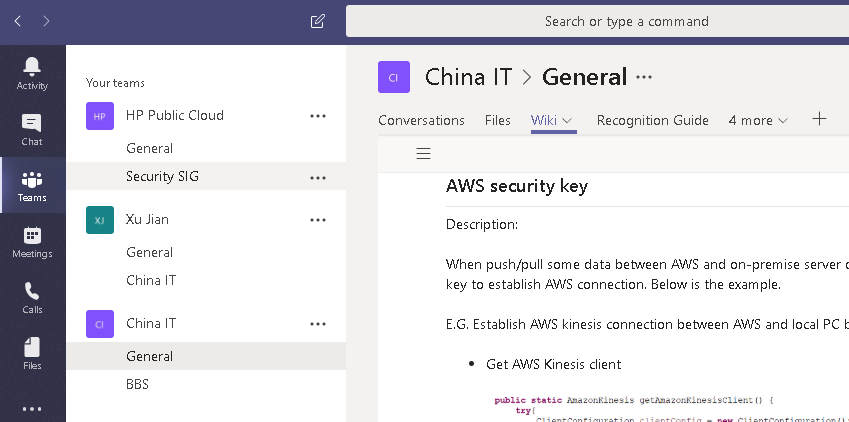 Search or type a command
Activity
Chat
Teams
Meetings
Calls
Files
Your teams
HP
HP Public Cloud
General
Security SIG
XJ
Xu Jian
General
China IT
CI
China IT
General
BBS
CI
China IT > General
Conversations Files Wiki Recognition Guide 4 more
AWS security key
Description:
When push/pull some data between AWS and on-premise server
key to establish AWS connection. Below is the example.
E.G. Establish AWS kinesis connection between AWS and local PC
• Get AWS Kinesis client
public static AmazonKinesis getAmazonKinesisClient() {
try{
ClientConfiguration clientConfig = new ClientConfiguration();